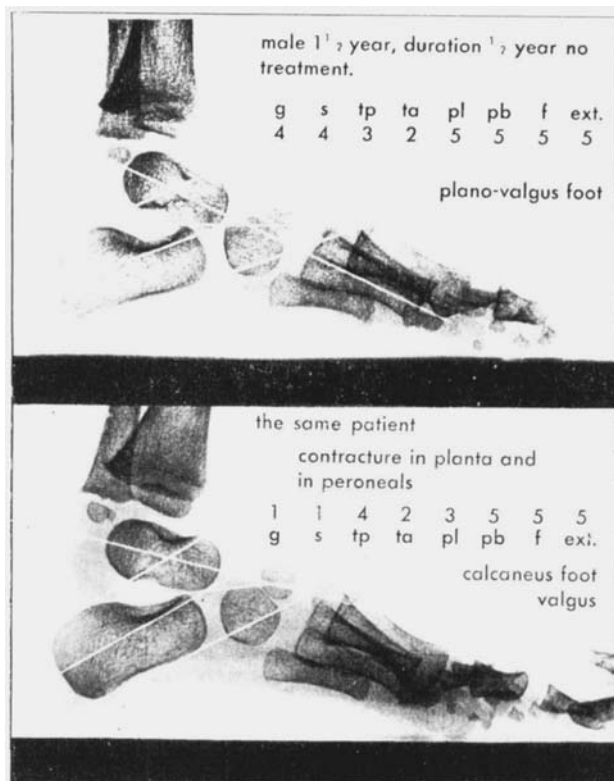 male 1 ¹ ₂ year, duration ¹ ₂ year no
treatment.
g s tp ta pl pb f ext.
4 4 3 2 5 5 5 5
plano-valgus foot
the same patient
contracture in planta and
in peroneals
1 1 4 2 3 5 5 5
g s tp ta pl pb f ext.
calcaneus foot
valgus